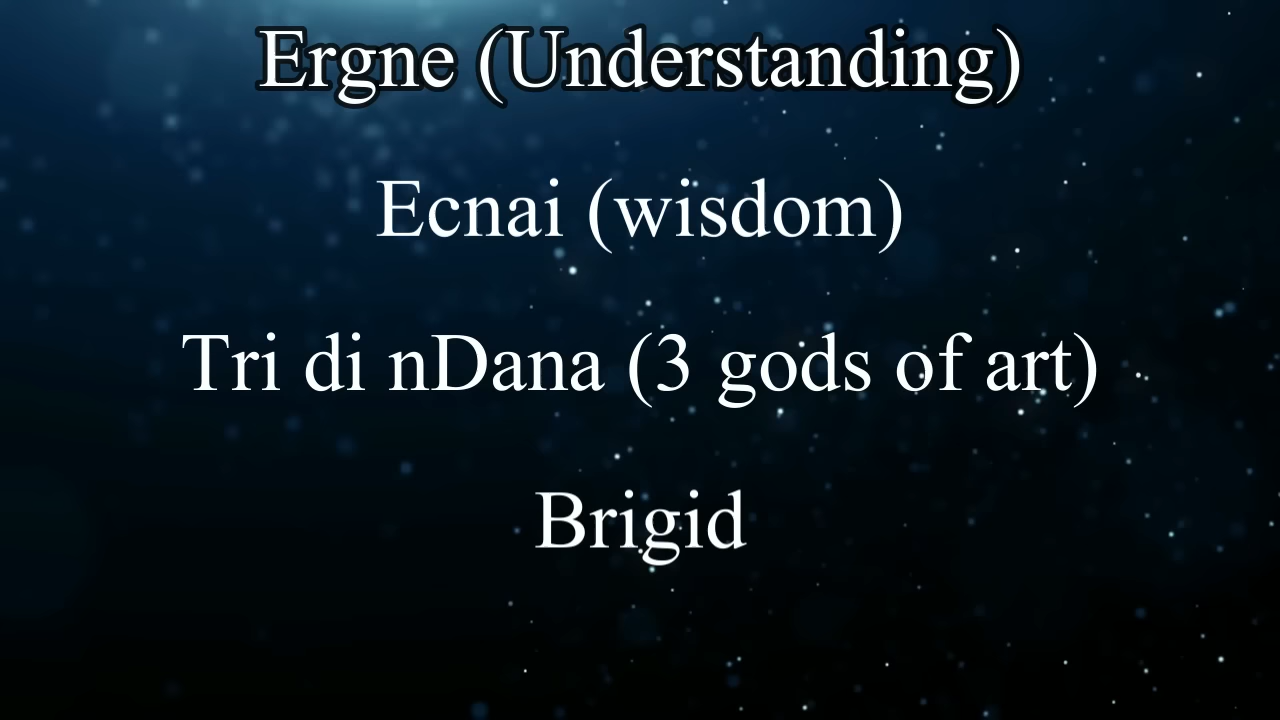 Ergne (Understanding)
Ecnai (wisdom)
Tri di nDana (3 gods of art)
Brigid